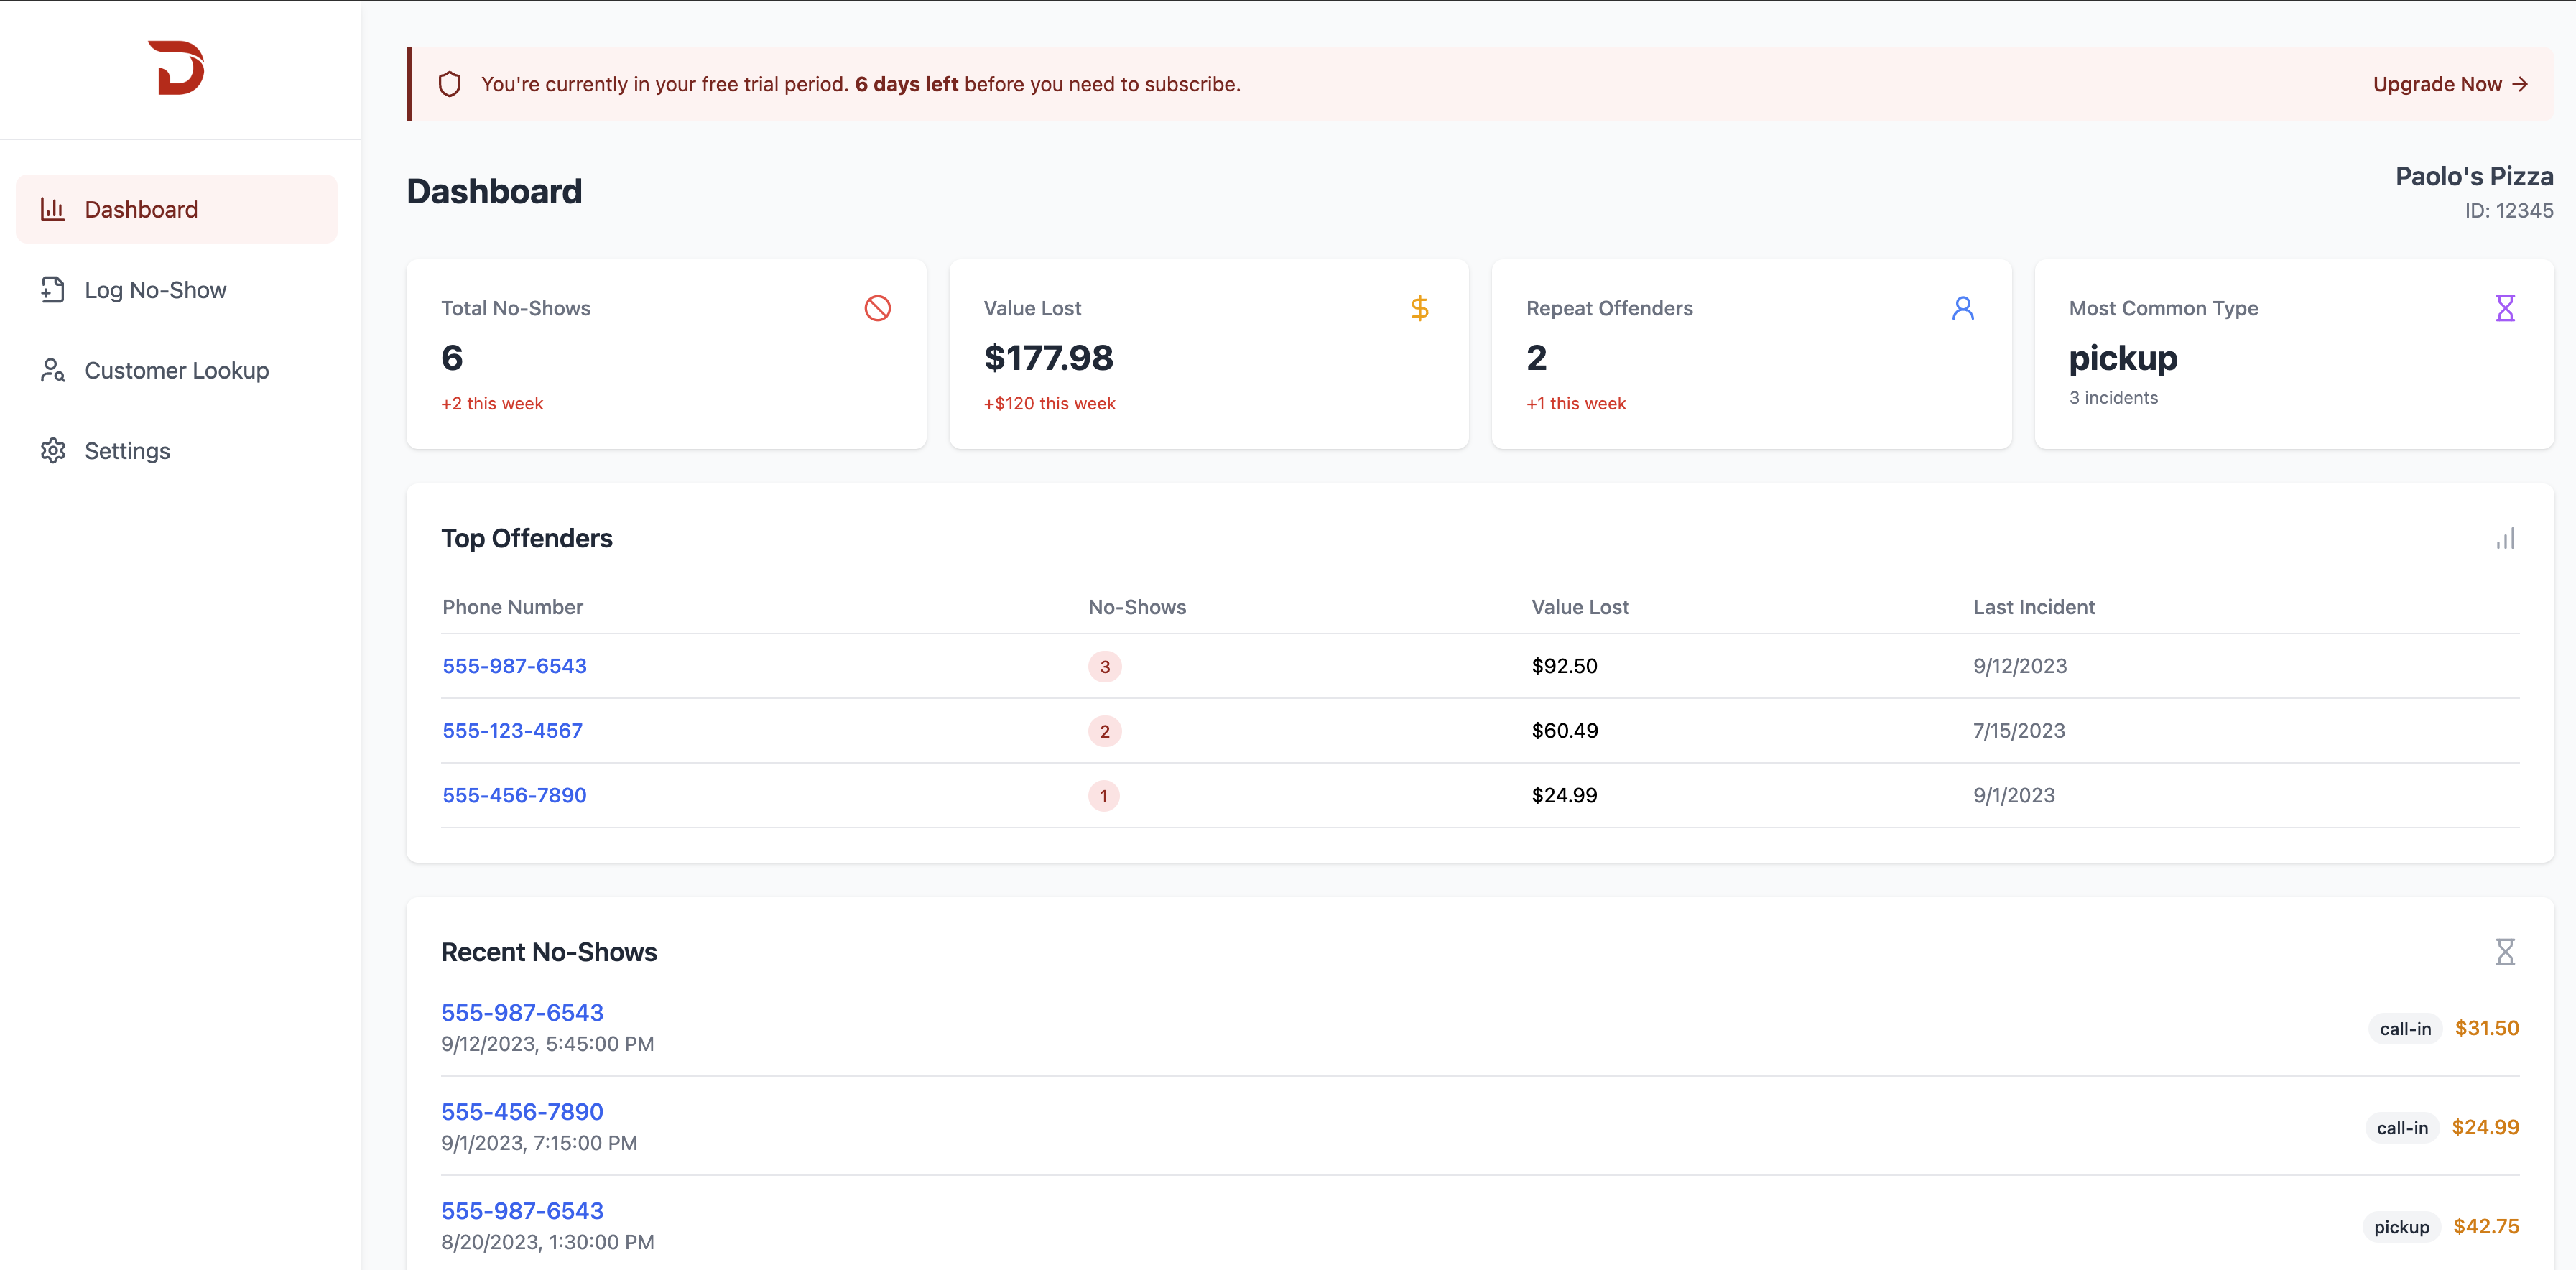 You're currently in your free trial period. 6 days left before you need to subscribe.
Upgrade Now →
Dashboard
Log No-Show
Customer Lookup
Settings
Dashboard
Paolo's Pizza
ID: 12345
Total No-Shows
6
+2 this week
Value Lost
$177.98
+$120 this week
Repeat Offenders
2
+1 this week
Most Common Type
pickup
3 incidents
Top Offenders
Phone Number No-Shows Value Lost Last Incident
555-987-6543 3 $92.50 9/12/2023
555-123-4567 2 $60.49 7/15/2023
555-456-7890 1 $24.99 9/1/2023
Recent No-Shows
555-987-6543
9/12/2023, 5:45:00 PM
call-in $31.50
555-456-7890
9/1/2023, 7:15:00 PM
call-in $24.99
555-987-6543
8/20/2023, 1:30:00 PM
pickup $42.75